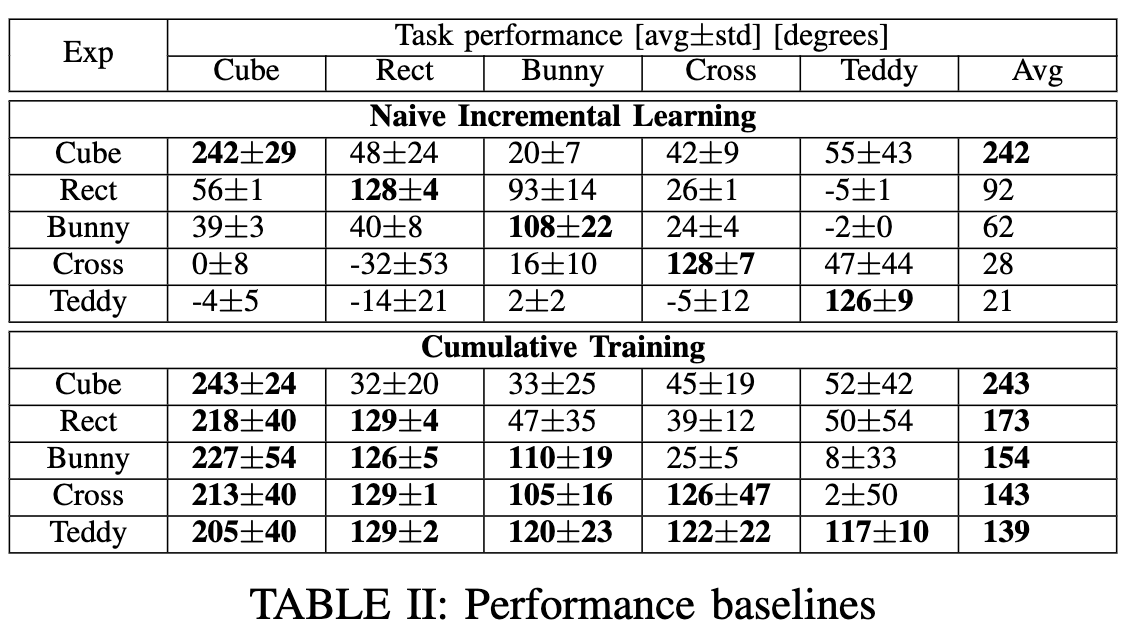 Exp Task performance [avg±std] [degrees]
Cube Rect Bunny Cross Teddy Avg
Naive Incremental Learning
Cube 242±29 48±24 20±7 42±9 55±43 242
Rect 56±1 128±4 93±14 26±1 -5±1 92
Bunny 39±3 40±8 108±22 24±4 -2±0 62
Cross 0±8 -32±53 16±10 128±7 47±44 28
Teddy -4±5 -14±21 2±2 -5±12 126±9 21
Cumulative Training
Cube 243±24 32±20 33±25 45±19 52±42 243
Rect 218±40 129±4 47±35 39±12 50±54 173
Bunny 227±54 126±5 110±19 25±5 8±33 154
Cross 213±40 129±1 105±16 126±47 2±50 143
Teddy 205±40 129±2 120±23 122±22 117±10 139
TABLE II: Performance baselines